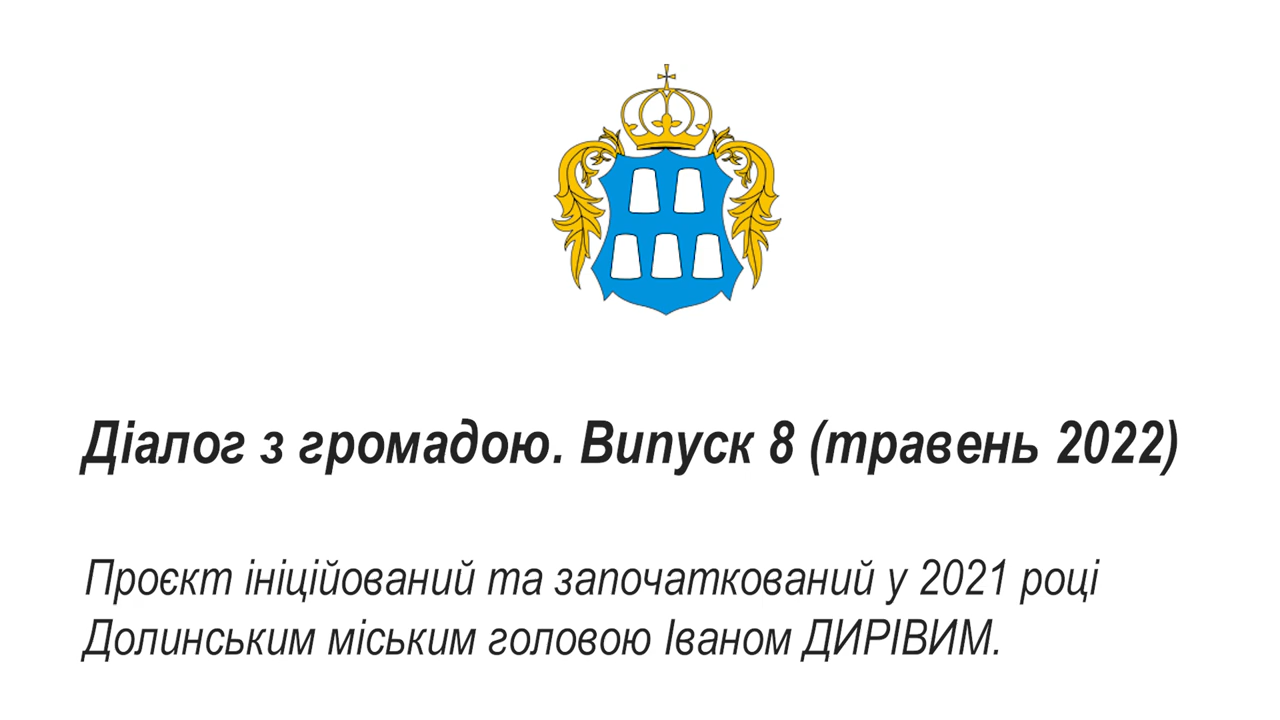 Діалог з громадою. Випуск 8 (травень 2022)
Проєкт ініційований та започаткований у 2021 році
Долинським міським головою Іваном ДИРІВИМ.